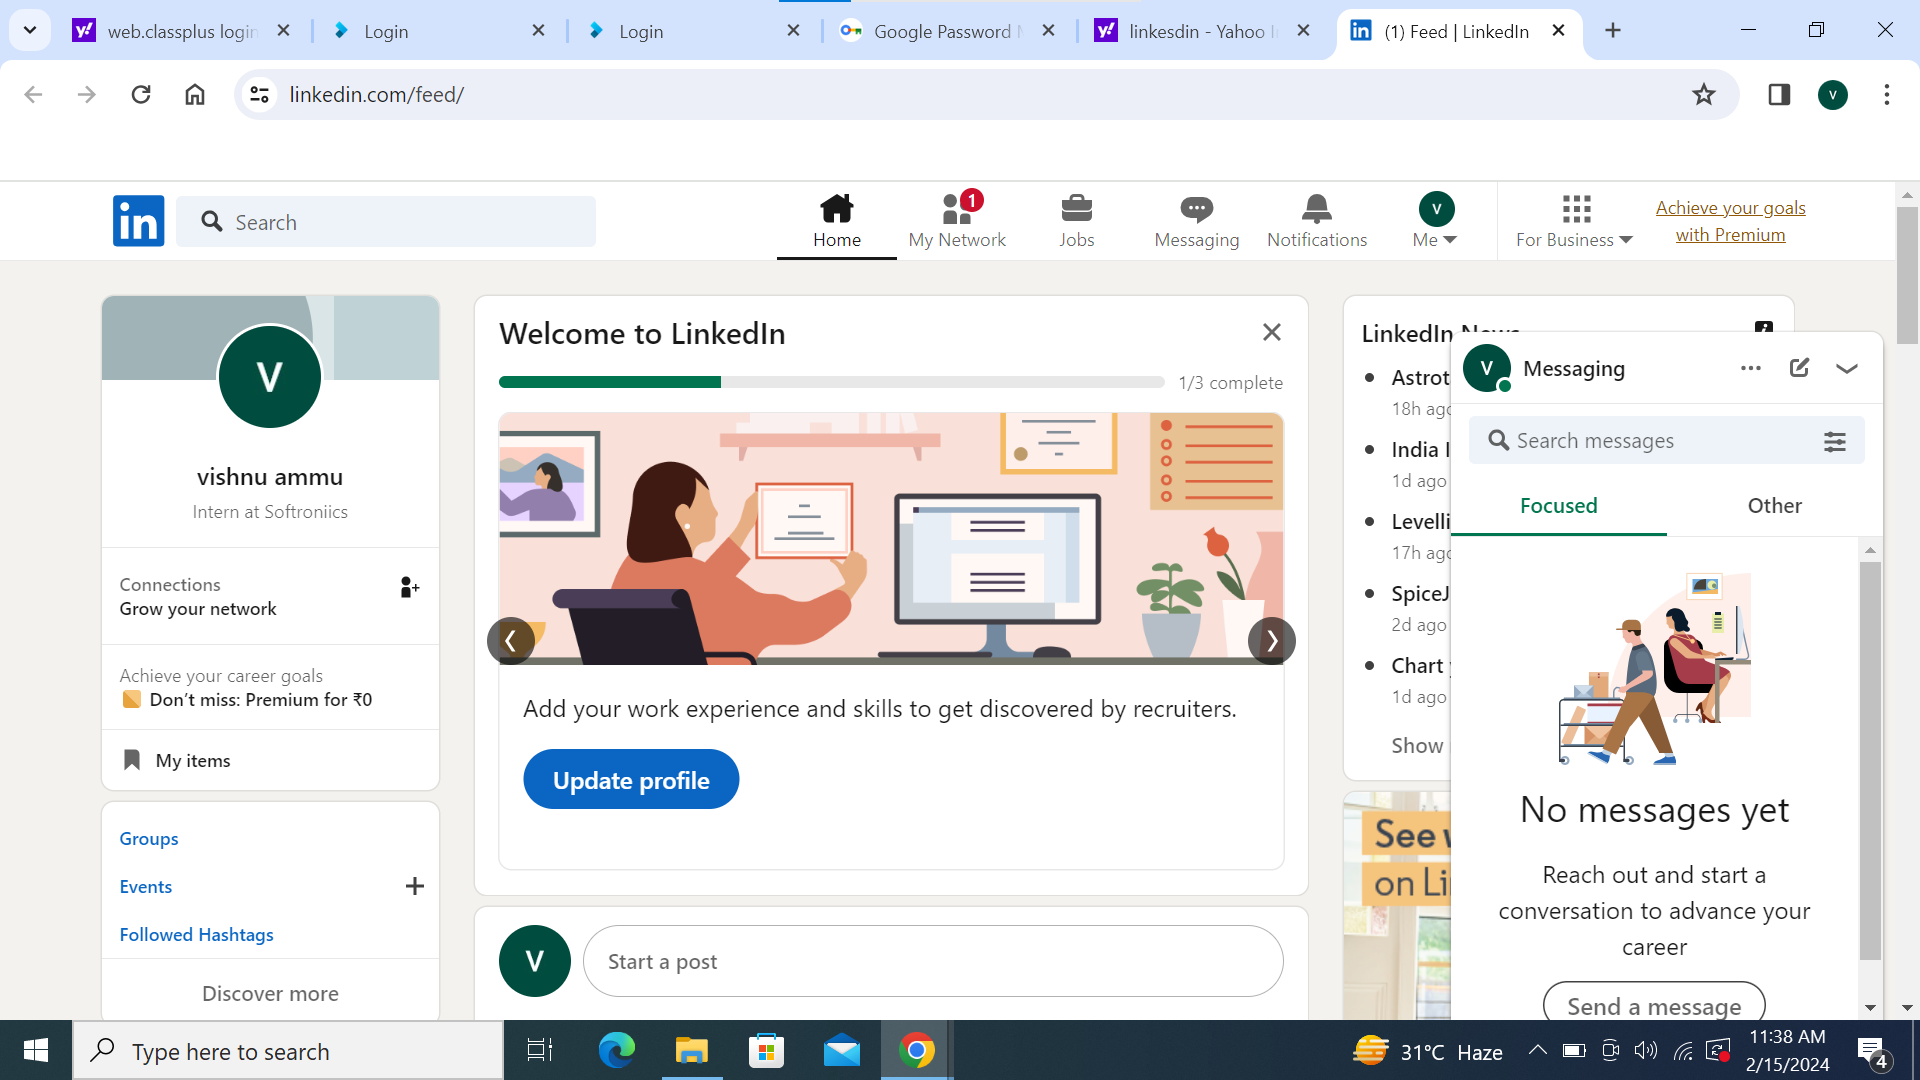 web.classplus login
Login
Login
Google Password
linkesdin - Yahoo
(1) Feed | LinkedIn
linkedin.com/feed/
V
in
Search
Home
1
My Network
Jobs
Messaging
Notifications
V
Me
For Business
Achieve your goals
with Premium
V
vishnu ammu
Intern at Softroniics
Connections
Grow your network
Achieve your career goals
Don’t miss: Premium for ₹0
My items
Groups
Events
Followed Hashtags
Discover more
Welcome to LinkedIn
1/3 complete
Add your work experience and skills to get discovered by recruiters.
Update profile
V
Start a post
LinkedIn News
Astrot
18h ago
India
1d ago
Levelli
17h ago
SpiceJ
2d ago
Chart
1d ago
Show
See
on Li
V
Messaging
Search messages
Focused
Other
No messages yet
Reach out and start a
conversation to advance your
career
Send a message
Type here to search
31°C Haze
11:38 AM
2/15/2024
4